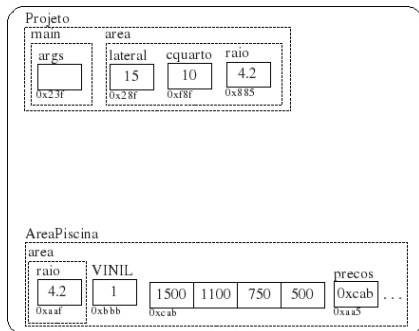 Projeto
main area
args lateral cquarto raio
15 10 4.2
0x23f 0x28f 0xf8f 0x885
AreaPiscina
area
raio VINIL precos
4.2 1 1500 1100 750 500 0xcab ...
0xaaf 0xbbb 0xcab 0xaa5